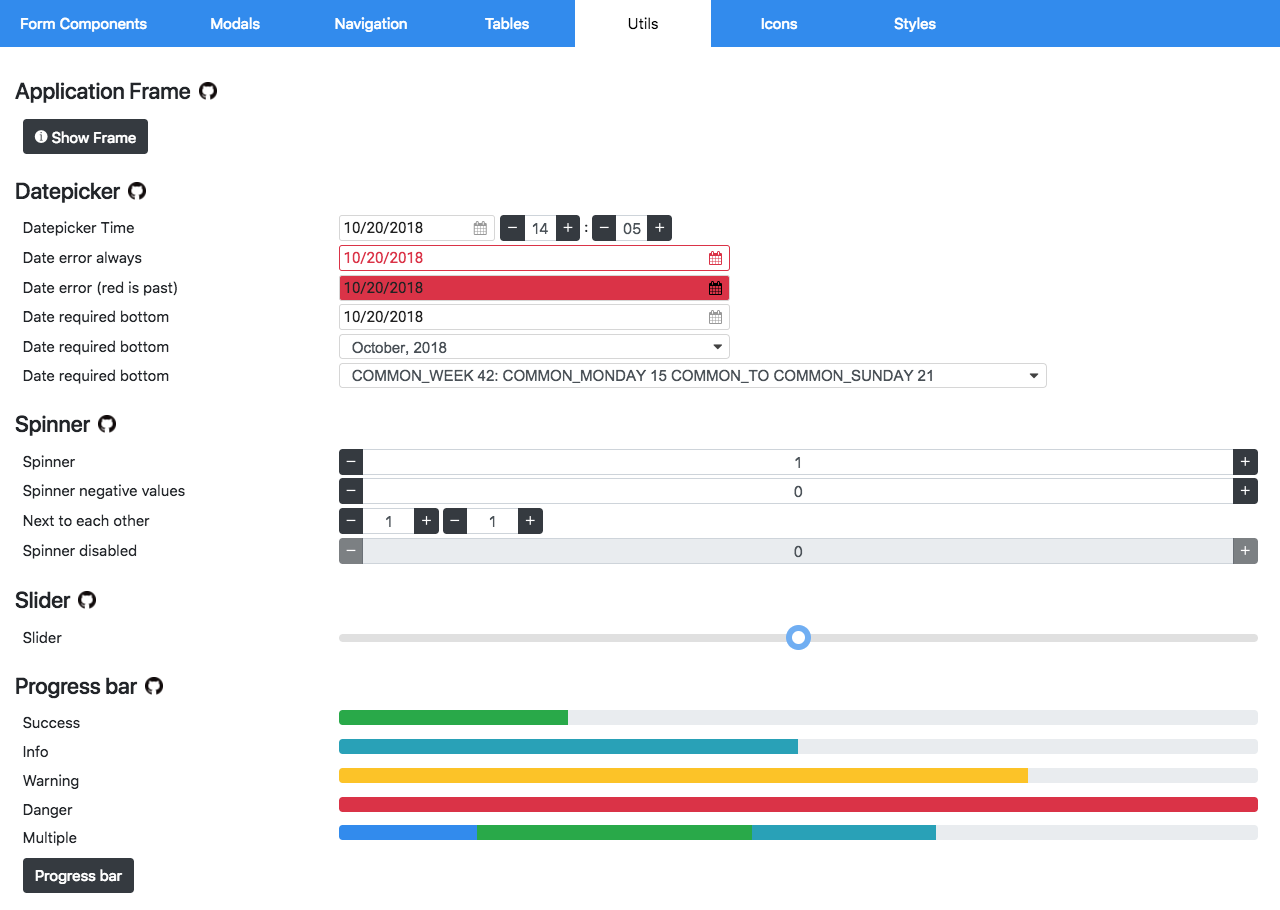 Form Components Modals Navigation Tables Utils Icons Styles
Application Frame
Show Frame
Datepicker
Datepicker Time 10/20/2018 − 14 + : − 05 +
Date error always 10/20/2018
Date error (red is past) 10/20/2018
Date required bottom 10/20/2018
Date required bottom October, 2018
Date required bottom COMMON_WEEK 42: COMMON_MONDAY 15 COMMON_TO COMMON_SUNDAY 21
Spinner
Spinner − 1 +
Spinner negative values − 0 +
Next to each other − 1 + − 1 +
Spinner disabled − 0 +
Slider
Slider
Progress bar
Success
Info
Warning
Danger
Multiple
Progress bar